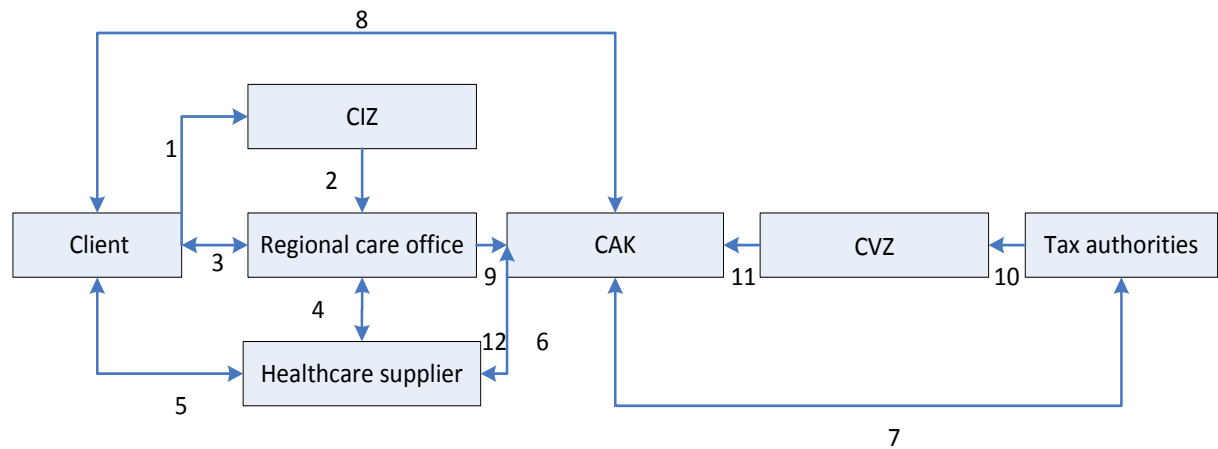 8
CIZ
1
2
Client
Regional care office
CAK
CVZ
Tax authorities
3
9
11
10
4
12
6
Healthcare supplier
5
7